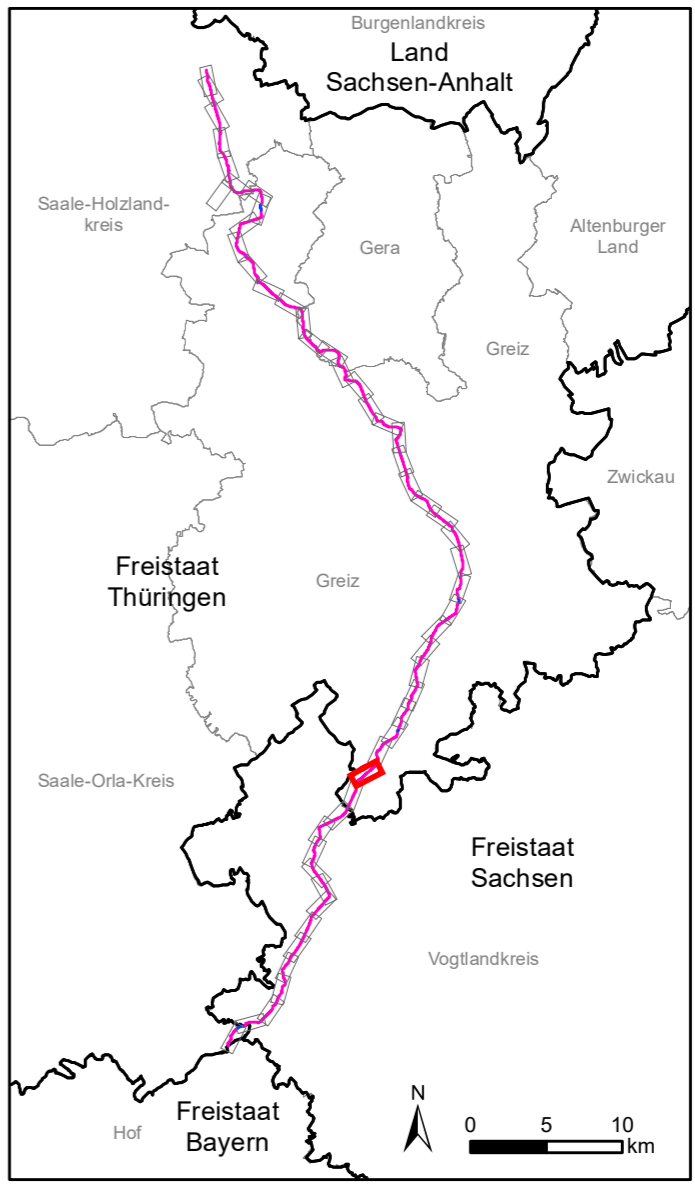 Burgenlandkreis
Land
Sachsen-Anhalt
Saale-Holzland-
kreis
Gera
Altenburger
Land
Greiz
Zwickau
Freistaat
Thüringen
Greiz
Saale-Orla-Kreis
Freistaat
Sachsen
Vogtlandkreis
Freistaat
Bayern
Hof
N
0 5 10
km